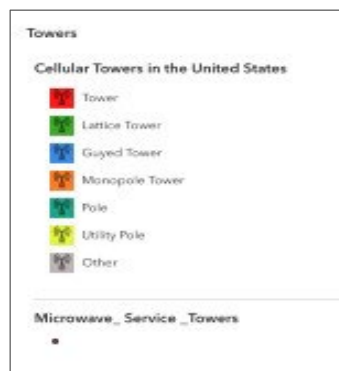 Towers
Cellular Towers in the United States
Tower
Lattice Tower
Guyed Tower
Monopole Tower
Pole
Utility Pole
Other
Microwave_ Service _Towers